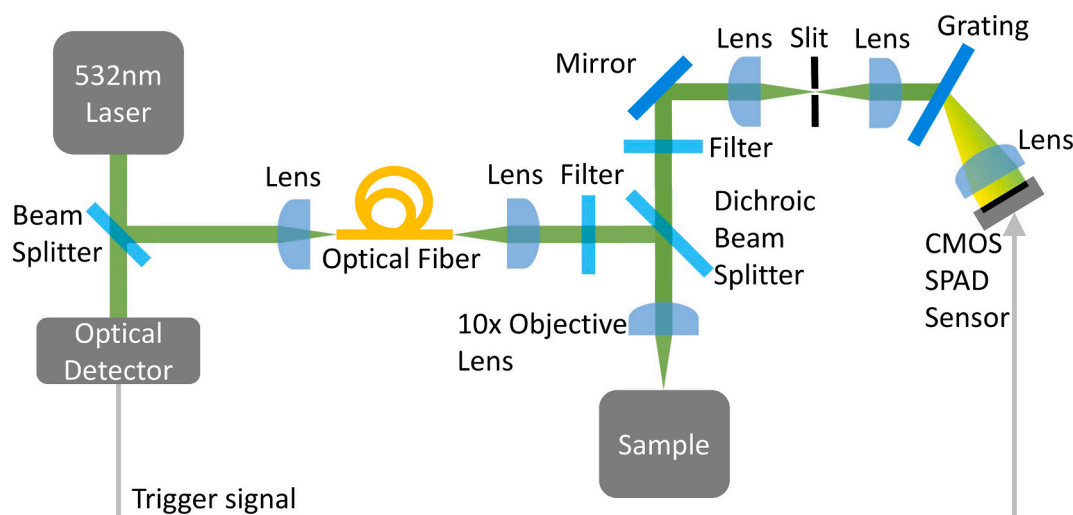 532nm
Laser
Beam
Splitter
Optical
Detector
Trigger signal
Lens
Optical Fiber
Lens
Filter
10x Objective
Lens
Sample
Dichroic
Beam
Splitter
Filter
Mirror
Lens
Slit
Lens
Grating
Lens
CMOS
SPAD
Sensor